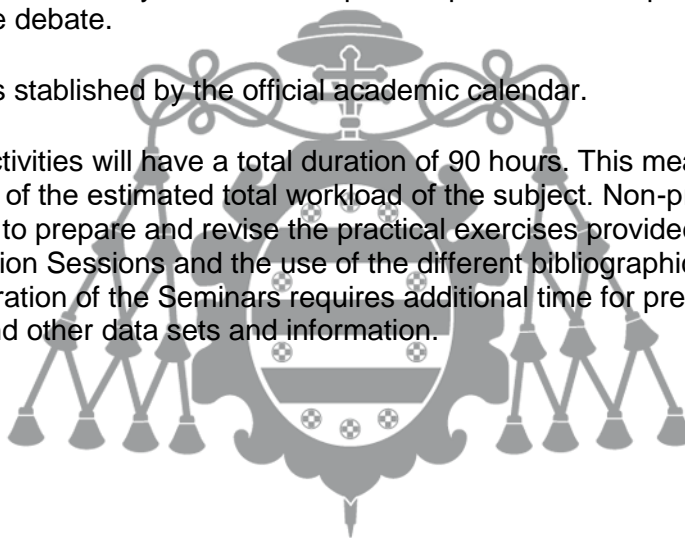 e debate.
s stablished by the official academic calendar.
ctivities will have a total duration of 90 hours. This mea
of the estimated total workload of the subject. Non-p
to prepare and revise the practical exercises provided
ion Sessions and the use of the different bibliographic
ration of the Seminars requires additional time for pre
nd other data sets and information.